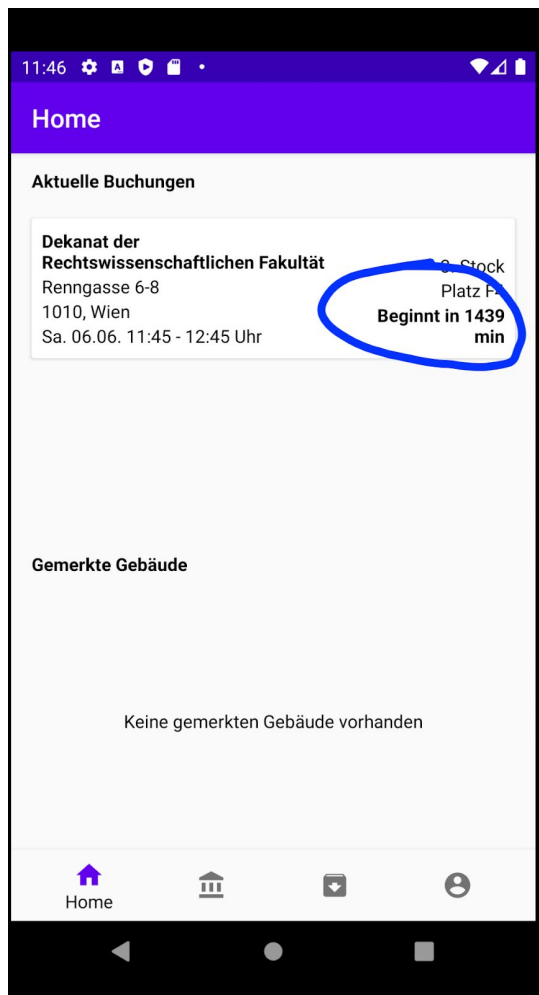 11:46
Home
Aktuelle Buchungen
Dekanat der
Rechtswissenschaftlichen Fakultät
Renngasse 6-8
1010, Wien
Sa. 06.06. 11:45 - 12:45 Uhr
Stock
Platz
Beginnt in 1439
min
Gemerkte Gebäude
Keine gemerkten Gebäude vorhanden
Home